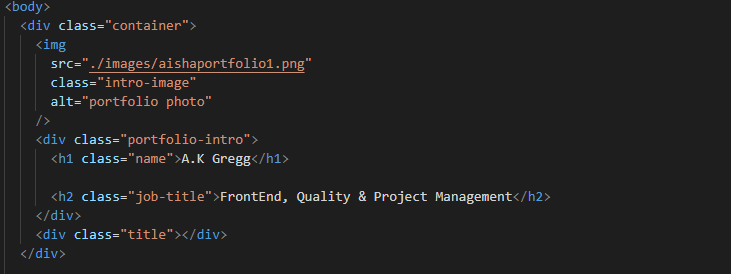 <body>
<div class="container">
<img
src="./images/aishaportfolio1.png"
class="intro-image"
alt="portfolio photo"
/>
<div class="portfolio-intro">
<h1 class="name">A.K Gregg</h1>
<h2 class="job-title">FrontEnd, Quality & Project Management</h2>
</div>
<div class="title"></div>
</div>